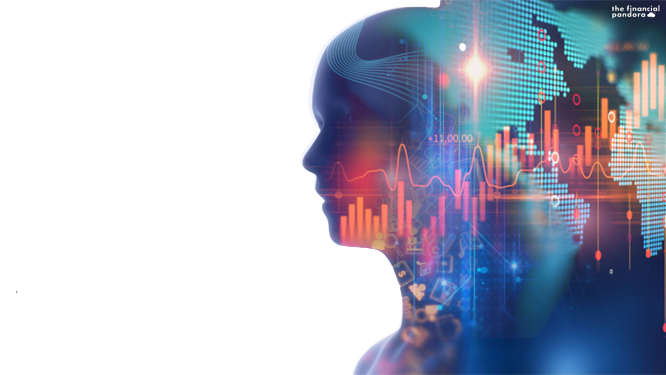 the financial
pandora
+11,00.00